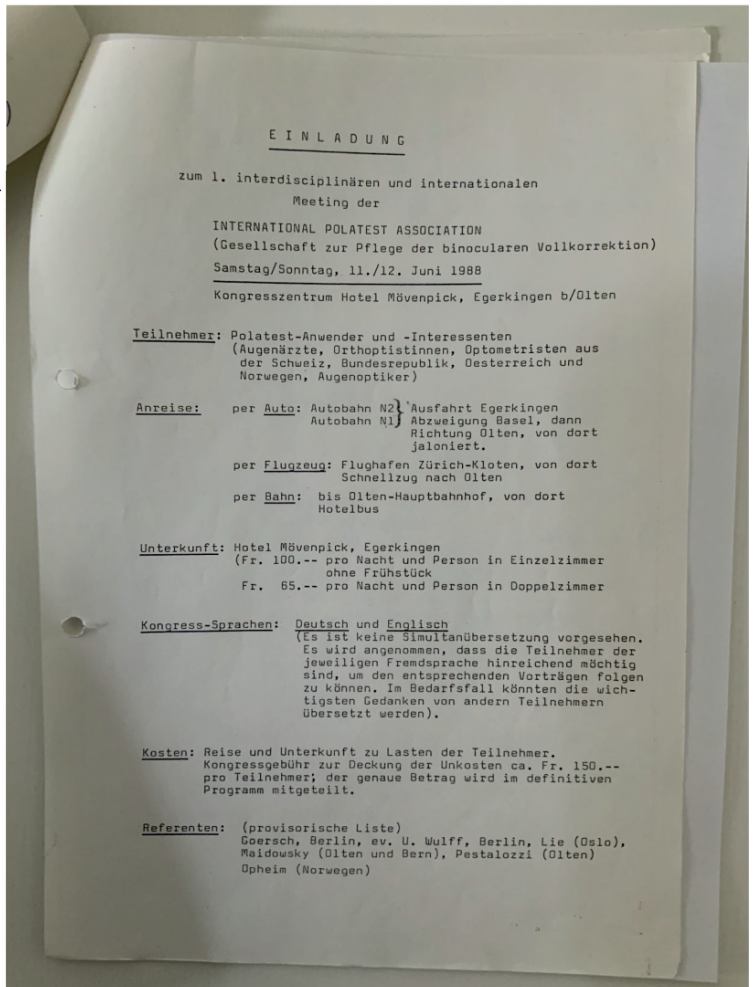 E I N L A D U N G
zum 1. interdisciplinären und internationalen
Meeting der
INTERNATIONAL POLATEST ASSOCIATION
(Gesellschaft zur Pflege der binocularen Vollkorrektion)
Samstag/Sonntag, 11./12. Juni 1988
Kongresszentrum Hotel Mövenpick, Egerkingen b/Olten
Teilnehmer: Polatest-Anwender und -Interessenten
(Augenärzte, Orthoptistinnen, Optometristen aus
der Schweiz, Bundesrepublik, Oesterreich und
Norwegen, Augenoptiker)
Anreise: per Auto: Autobahn N2} Ausfahrt Egerkingen
Autobahn N1} Abzweigung Basel, dann
Richtung Olten, von dort
jaloniert.
per Flugzeug: Flughafen Zürich-Kloten, von dort
Schnellzug nach Olten
per Bahn: bis Olten-Hauptbahnhof, von dort
Hotelbus
Unterkunft: Hotel Mövenpick, Egerkingen
(Fr. 100.-- pro Nacht und Person in Einzelzimmer
ohne Frühstück
Fr. 65.-- pro Nacht und Person in Doppelzimmer
Kongress-Sprachen: Deutsch und Englisch
(Es ist keine Simultanübersetzung vorgesehen.
Es wird angenommen, dass die Teilnehmer der
jeweiligen Fremdsprache hinreichend mächtig
sind, um den entsprechenden Vorträgen folgen
zu können. Im Bedarfsfall könnten die wich-
tigsten Gedanken von andern Teilnehmern
übersetzt werden).
Kosten: Reise und Unterkunft zu Lasten der Teilnehmer.
Kongressgebühr zur Deckung der Unkosten ca. Fr. 150.--
pro Teilnehmer; der genaue Betrag wird im definitiven
Programm mitgeteilt.
Referenten: (provisorische Liste)
Goersch, Berlin, ev. U. Wulff, Berlin, Lie (Oslo),
Maidowsky (Olten und Bern), Pestalozzi (Olten)
Opheim (Norwegen)